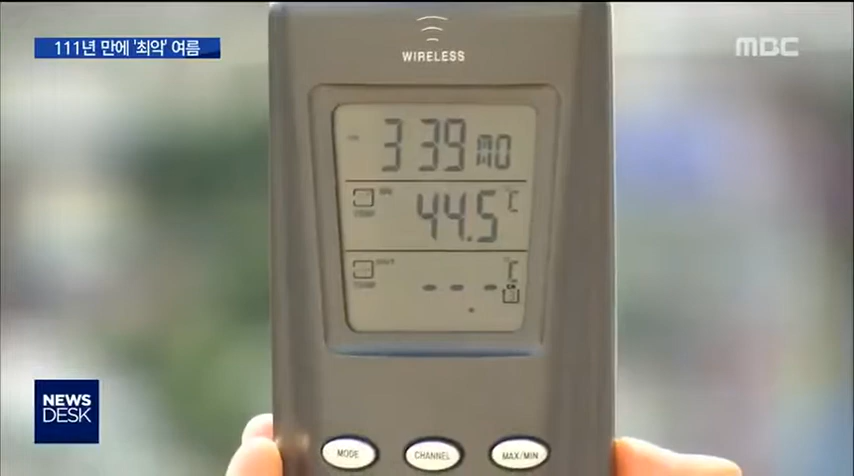 111년 만에 '최악' 여름
MBC
WIRELESS
3 39 MO
44.5 °C
-- -. - °C
NEWS
DESK
MODE
CHANNEL
MAX/MIN